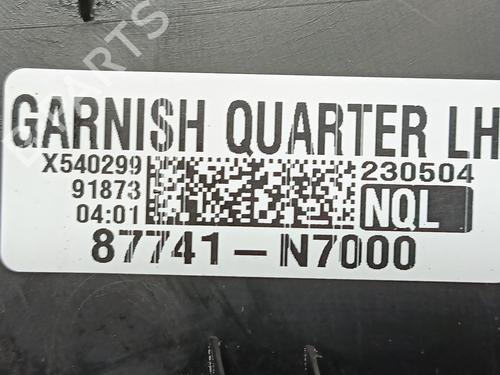 GARNISH QUARTER LH
X540299 230504
91873 NQL
04:01
87741-N7000